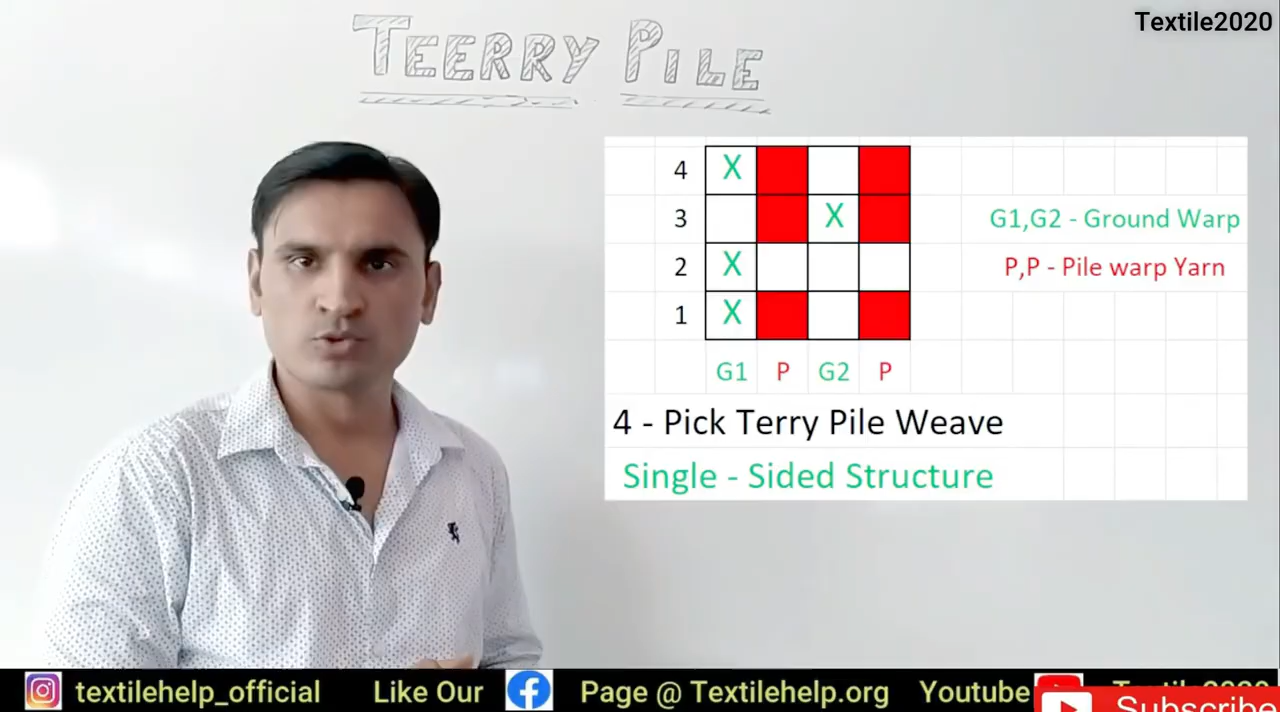 Textile2020
TEERRY PILE
4 X
3 X
G1,G2 - Ground Warp
2 X
P,P - Pile warp Yarn
1 X
G1 P G2 P
4 - Pick Terry Pile Weave
Single - Sided Structure
textilehelp_official Like Our Page @ Textilehelp.org Youtube
Subscribe